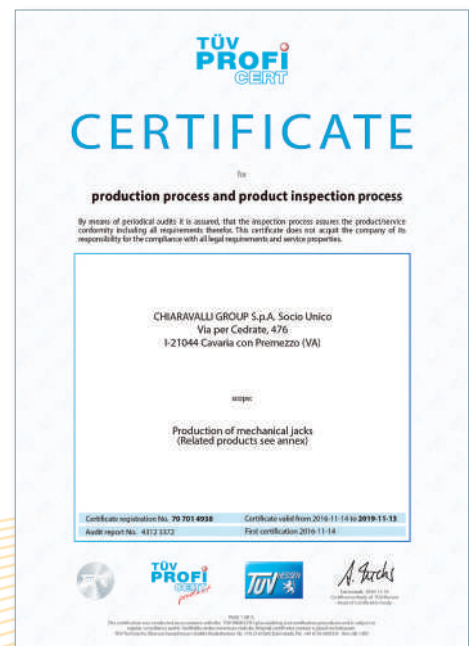 TÜV
PROFi
CERT
CERTIFICATE
for
production process and product inspection process
By means of periodical audits it is assured, that the inspection process assures the product/service
conformity including all requirements therefor. This certificate does not acquit the company of its
responsibility for the compliance with all legal requirements and service properties.
CHIARAVALLI GROUP S.p.A. Socio Unico
Via per Cedrate, 476
I-21044 Cavaria con Premezzo (VA)
scope:
Production of mechanical jacks
(Related products see annex)
Certificate registration No. 70 701 4938 Certificate valid from 2016-11-14 to 2019-11-13
Audit report No. 4312 3372 First certification 2016-11-14
TÜV
PROFi
product
TÜV HESSEN